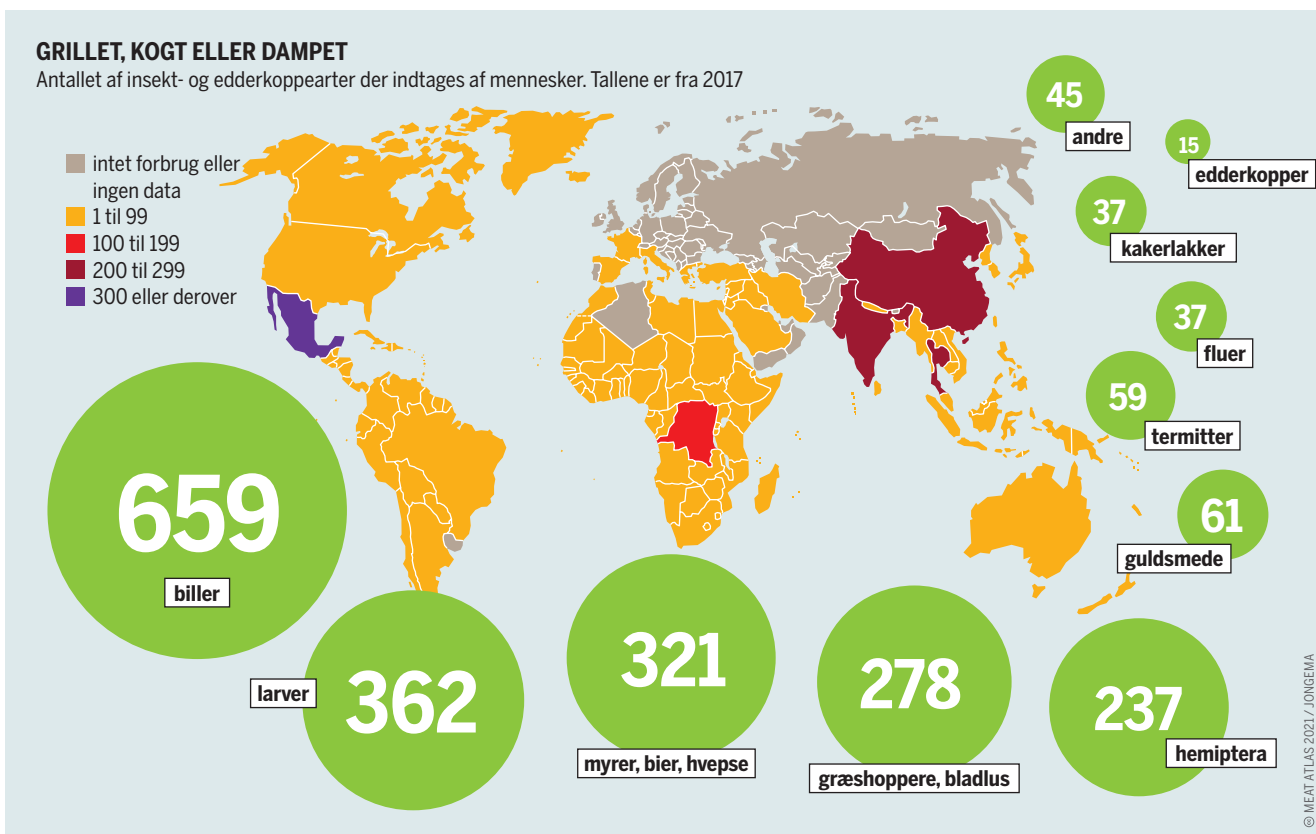 GRILLET, KOGT ELLER DAMPET
Antallet af insekt- og edderkoppearter der indtages af mennesker. Tallene er fra 2017
intet forbrug eller
ingen data
1 til 99
100 til 199
200 til 299
300 eller derover
45
andre
15
edderkopper
37
kakerlakker
37
fluer
59
termitter
61
guldsmede
659
biller
362
larver
321
myrer, bier, hvepse
278
græshoppere, bladlus
237
hemiptera
© MEAT ATLAS 2021 / JONGEMA